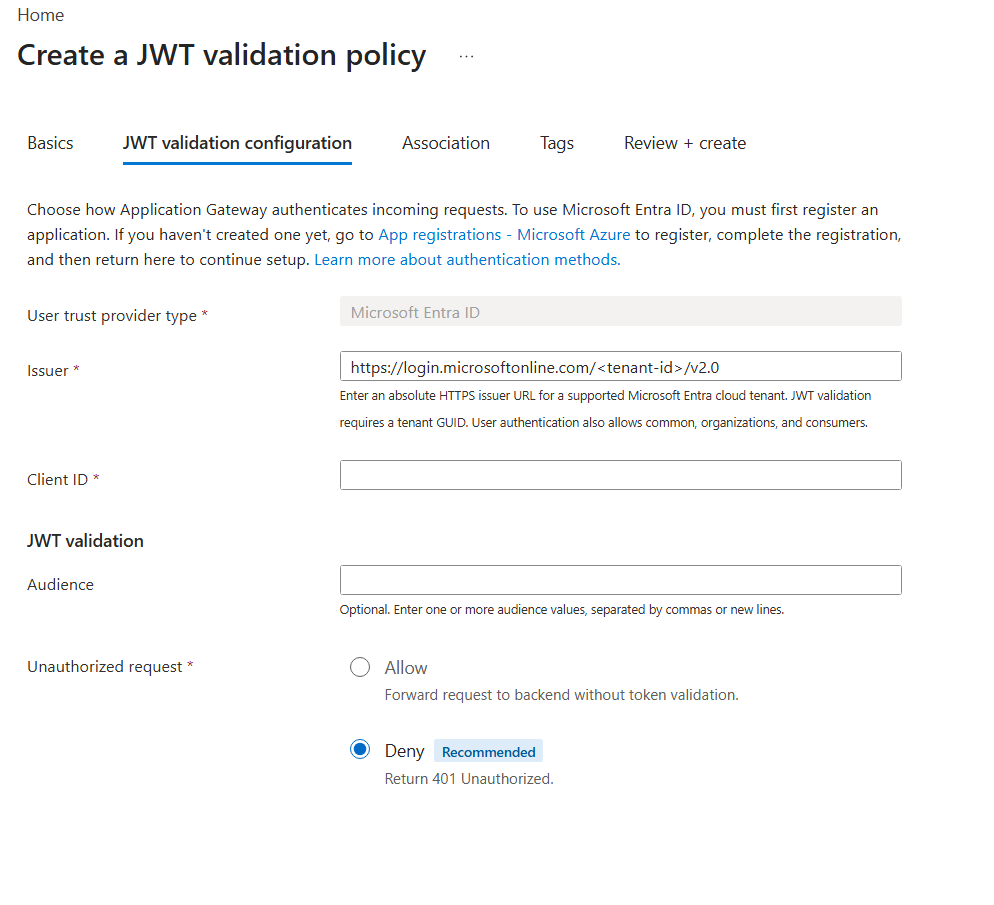 Home
Create a JWT validation policy ...
Basics JWT validation configuration Association Tags Review + create
Choose how Application Gateway authenticates incoming requests. To use Microsoft Entra ID, you must first register an
application. If you haven't created one yet, go to App registrations - Microsoft Azure to register, complete the registration,
and then return here to continue setup. Learn more about authentication methods.
User trust provider type * Microsoft Entra ID
Issuer * https://login.microsoftonline.com/<tenant-id>/v2.0
Enter an absolute HTTPS issuer URL for a supported Microsoft Entra cloud tenant. JWT validation
requires a tenant GUID. User authentication also allows common, organizations, and consumers.
Client ID *
JWT validation
Audience
Optional. Enter one or more audience values, separated by commas or new lines.
Unauthorized request * Allow
Forward request to backend without token validation.
Deny Recommended
Return 401 Unauthorized.